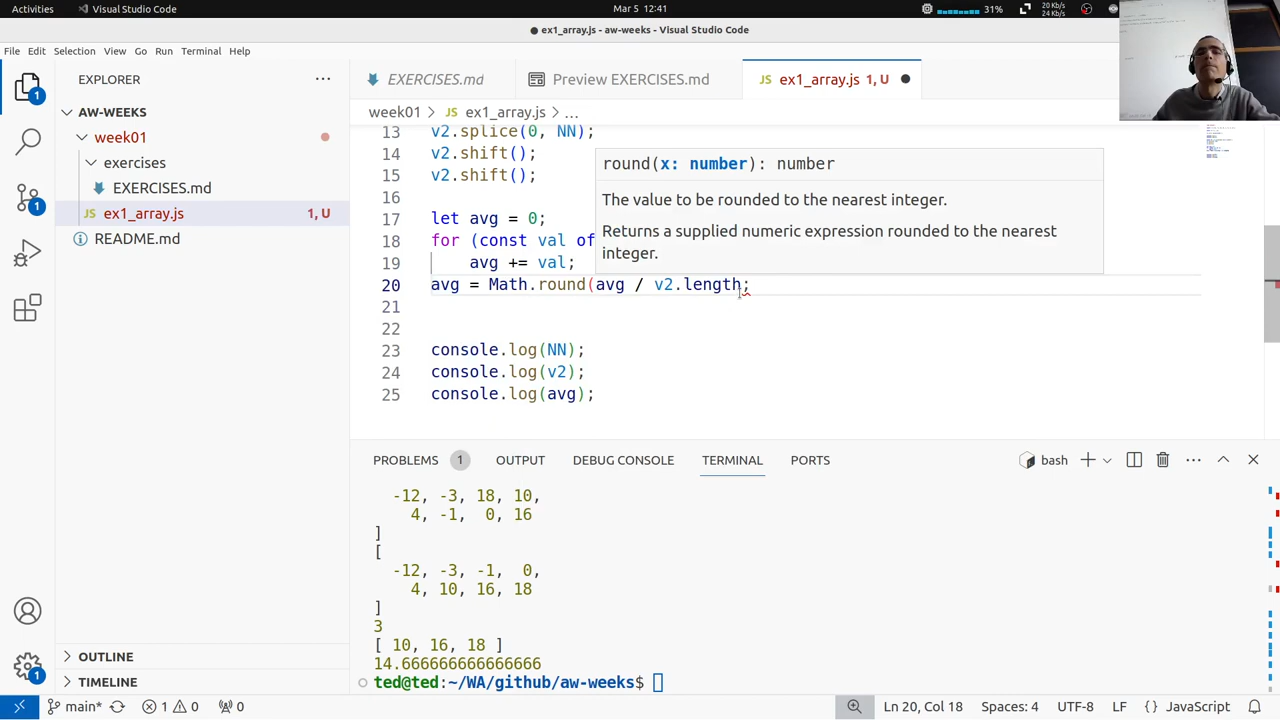 Activities
Visual Studio Code
Mar 5 12:41
31%
20 Kb/s
24 Kb/s
ex1_array.js - aw-weeks - Visual Studio Code
File Edit Selection View Go Run Terminal Help
EXPLORER
EXERCISES.md
Preview EXERCISES.md
ex1_array.js 1, U
AW-WEEKS
week01
exercises
EXERCISES.md
ex1_array.js 1, U
README.md
OUTLINE
TIMELINE
week01 > JS ex1_array.js > ...
13 v2.splice(0, NN);
14 v2.shift();
15 v2.shift();
16
17 let avg = 0;
18 for (const val of
19 avg += val;
20 avg = Math.round(avg / v2.length;
21
22
23 console.log(NN);
24 console.log(v2);
25 console.log(avg);
round(x: number): number
The value to be rounded to the nearest integer.
Returns a supplied numeric expression rounded to the nearest
integer.
PROBLEMS 1 OUTPUT DEBUG CONSOLE TERMINAL PORTS
bash
-12, -3, 18, 10,
4, -1, 0, 16
]
[
-12, -3, -1, 0,
4, 10, 16, 18
]
3
[ 10, 16, 18 ]
14.666666666666666
ted@ted:~/WA/github/aw-weeks$
main* 1 0 0 Ln 20, Col 18 Spaces: 4 UTF-8 LF {} JavaScript